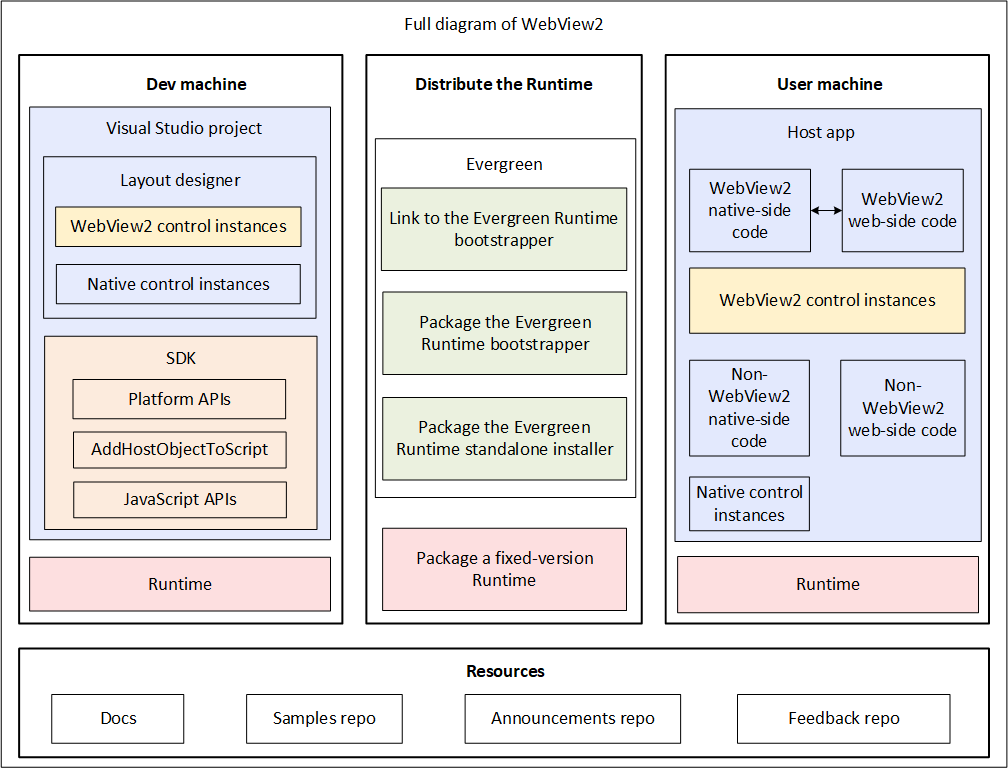 Full diagram of WebView2
Dev machine
Visual Studio project
Layout designer
WebView2 control instances
Native control instances
SDK
Platform APIs
AddHostObjectToScript
JavaScript APIs
Runtime
Distribute the Runtime
Evergreen
Link to the Evergreen Runtime
bootstrapper
Package the Evergreen
Runtime bootstrapper
Package the Evergreen
Runtime standalone installer
Package a fixed-version
Runtime
User machine
Host app
WebView2
native-side
code
WebView2
web-side code
WebView2 control instances
Non-
WebView2
native-side
code
Non-
WebView2
web-side code
Native control
instances
Runtime
Resources
Docs
Samples repo
Announcements repo
Feedback repo